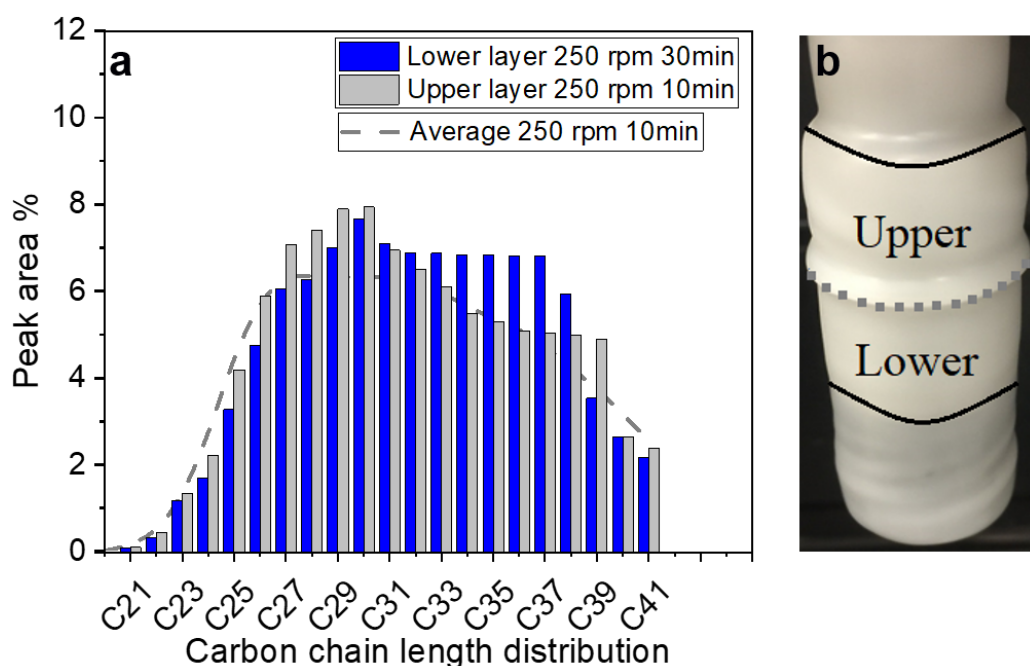 a
Lower layer 250 rpm 30min
Upper layer 250 rpm 10min
Average 250 rpm 10min
Peak area %
12
10
8
6
4
2
0
C21
C23
C25
C27
C29
C31
C33
C35
C37
C39
C41
Carbon chain length distribution
b
Upper
Lower